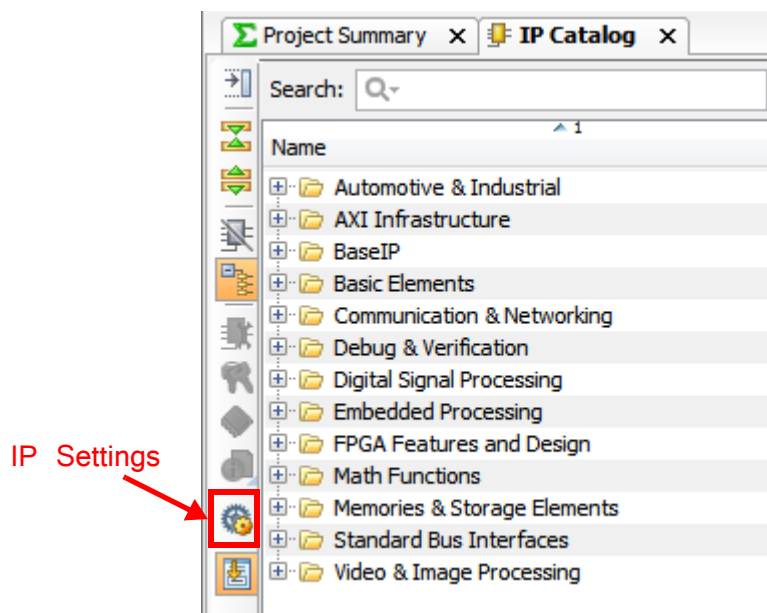 Project Summary x IP Catalog x
Search:
1
Name
Automotive & Industrial
AXI Infrastructure
BaseIP
Basic Elements
Communication & Networking
Debug & Verification
Digital Signal Processing
Embedded Processing
FPGA Features and Design
IP Settings
Math Functions
Memories & Storage Elements
Standard Bus Interfaces
Video & Image Processing